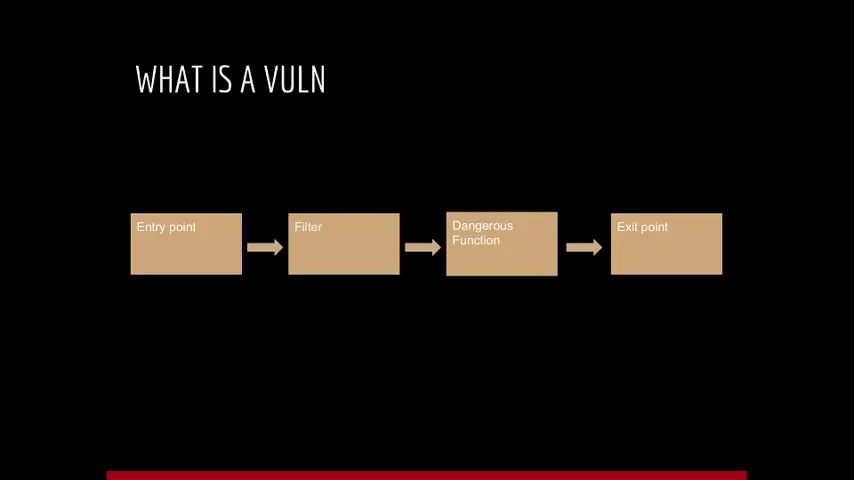 WHAT IS A VULN
Entry point
Filter
Dangerous
Function
Exit point